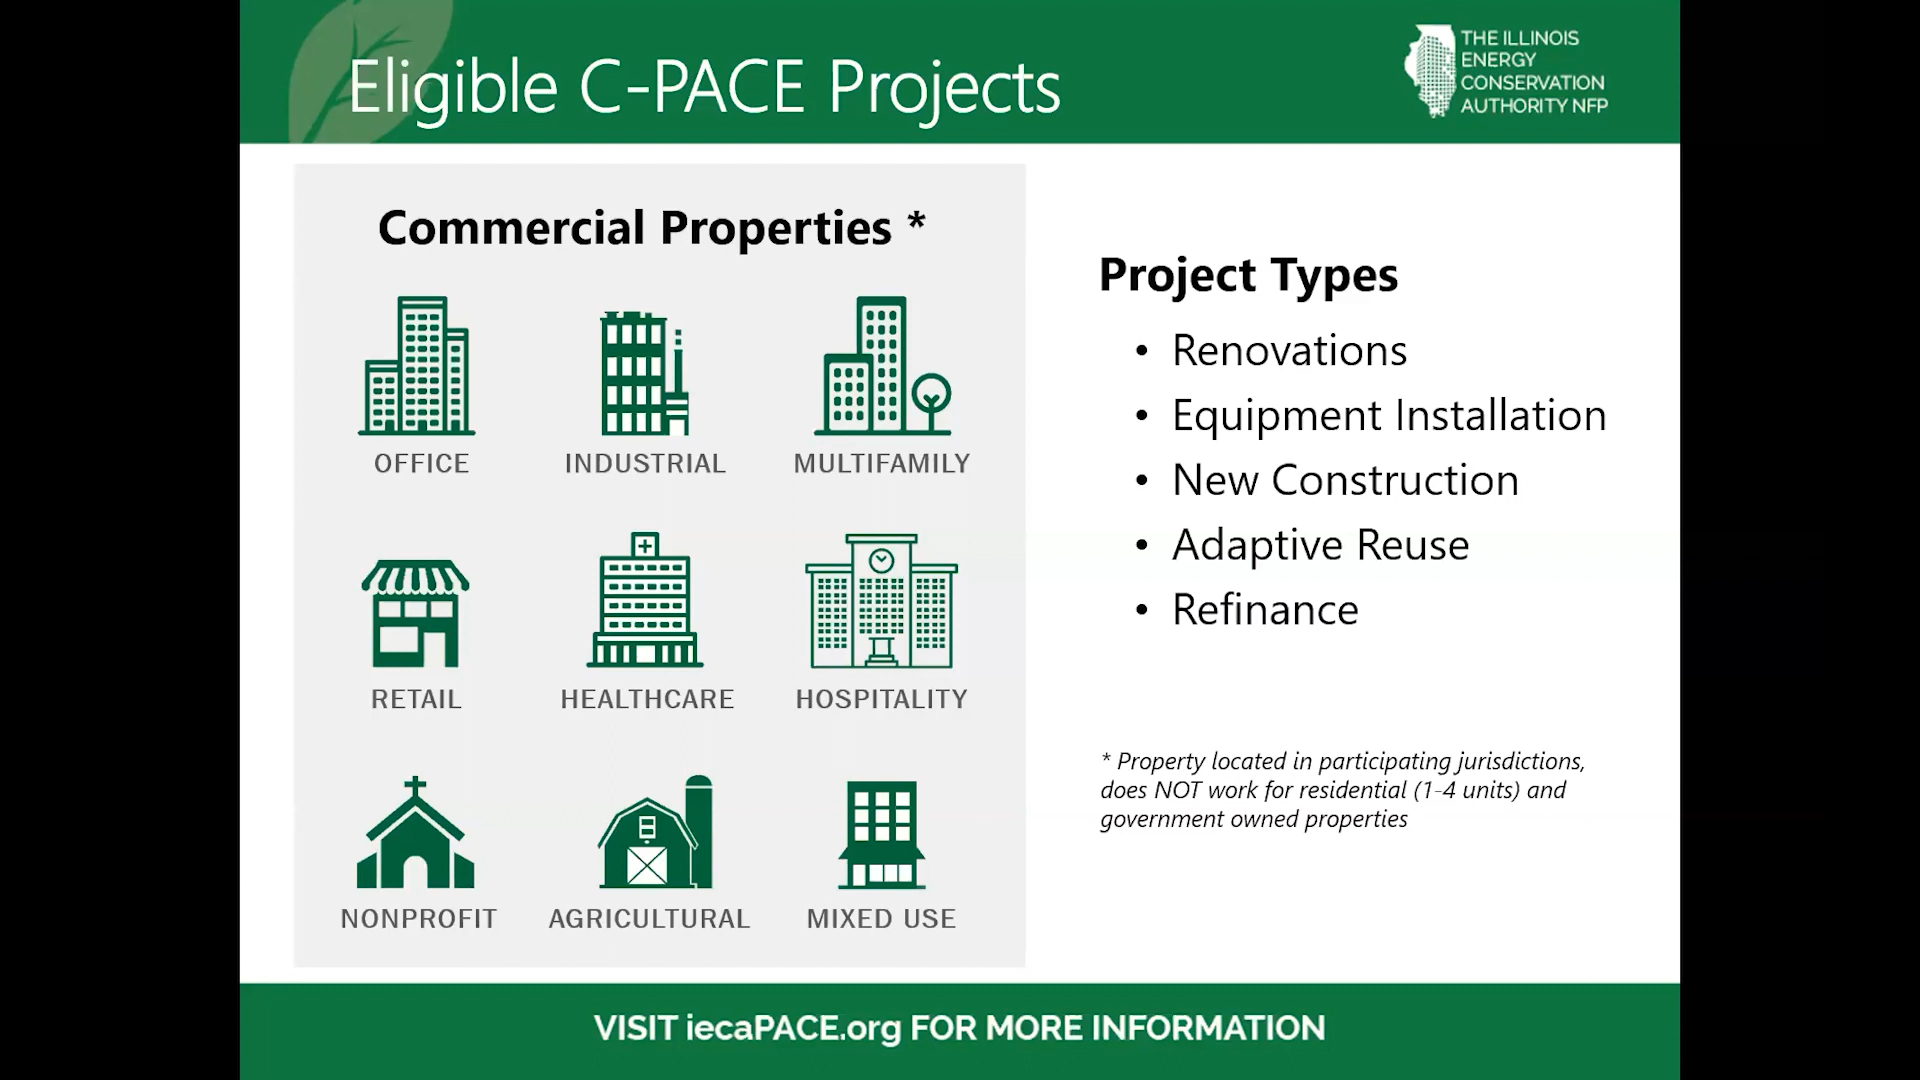 Eligible C-PACE Projects
THE ILLINOIS
ENERGY
CONSERVATION
AUTHORITY NFP
Commercial Properties *
OFFICE
INDUSTRIAL
MULTIFAMILY
RETAIL
HEALTHCARE
HOSPITALITY
NONPROFIT
AGRICULTURAL
MIXED USE
Project Types
• Renovations
• Equipment Installation
• New Construction
• Adaptive Reuse
• Refinance
* Property located in participating jurisdictions,
does NOT work for residential (1-4 units) and
government owned properties
VISIT iecaPACE.org FOR MORE INFORMATION